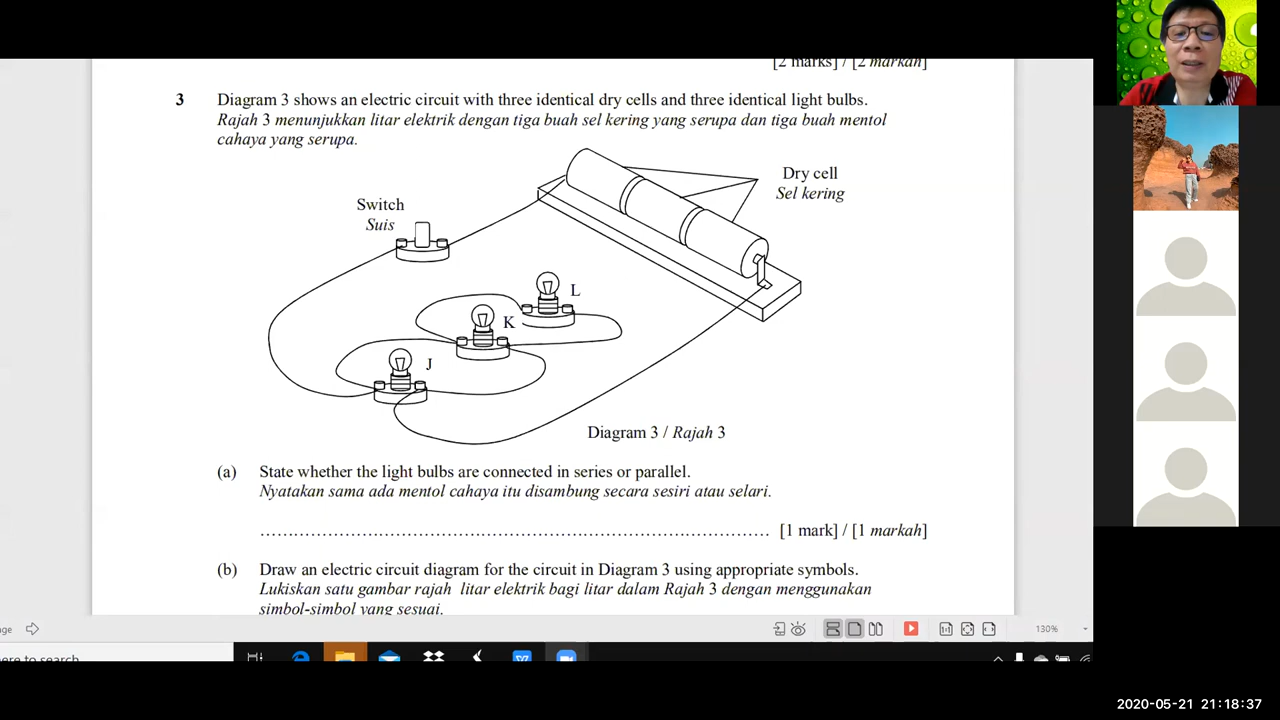 [2 marks] / [2 markah]
3 Diagram 3 shows an electric circuit with three identical dry cells and three identical light bulbs.
Rajah 3 menunjukkan litar elektrik dengan tiga buah sel kering yang serupa dan tiga buah mentol
cahaya yang serupa.
Dry cell
Sel kering
Switch
Suis
L
K
J
Diagram 3 / Rajah 3
(a) State whether the light bulbs are connected in series or parallel.
Nyatakan sama ada mentol cahaya itu disambung secara sesiri atau selari.
........................................................................................ [1 mark] / [1 markah]
(b) Draw an electric circuit diagram for the circuit in Diagram 3 using appropriate symbols.
Lukiskan satu gambar rajah litar elektrik bagi litar dalam Rajah 3 dengan menggunakan
simbol-simbol yang sesuai.
ge
130%
ere to search
2020-05-21 21:18:37